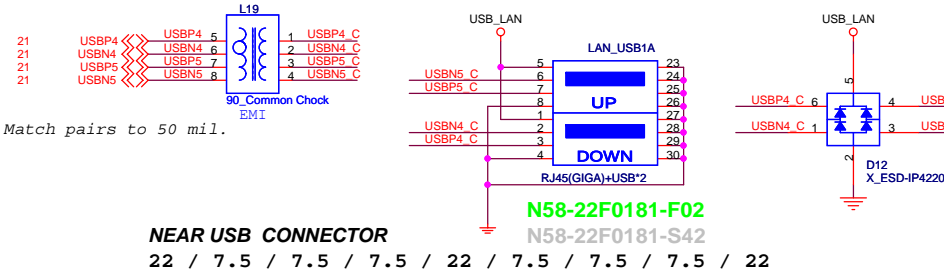 L19
21 USBP4 USBP4 5 1 USBP4_C
21 USBN4 USBN4 6 2 USBN4_C
21 USBP5 USBP5 7 3 USBP5_C
21 USBN5 USBN5 8 4 USBN5_C
90_Common Chock
EMI
Match pairs to 50 mil.
USB_LAN
LAN_USB1A
5 23
USBN5_C 6 24
USBP5_C 7 25
8 26
UP
1 27
USBN4_C 2 28
USBP4_C 3 29
4 30
DOWN
RJ45(GIGA)+USB*2
N58-22F0181-F02
N58-22F0181-S42
USB_LAN
5
USBP4_C 6 4 USB
USBN4_C 1 3 USB
2
D12
X_ESD-IP4220
NEAR USB CONNECTOR
22 / 7.5 / 7.5 / 7.5 / 22 / 7.5 / 7.5 / 7.5 / 22